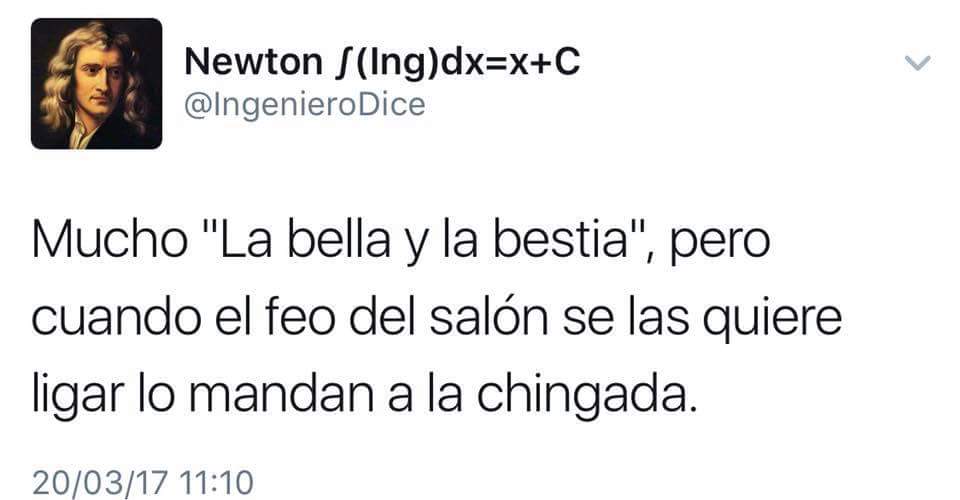 Newton ∫(Ing)dx=x+C
@IngenieroDice
Mucho "La bella y la bestia", pero
cuando el feo del salón se las quiere
ligar lo mandan a la chingada.
20/03/17 11:10